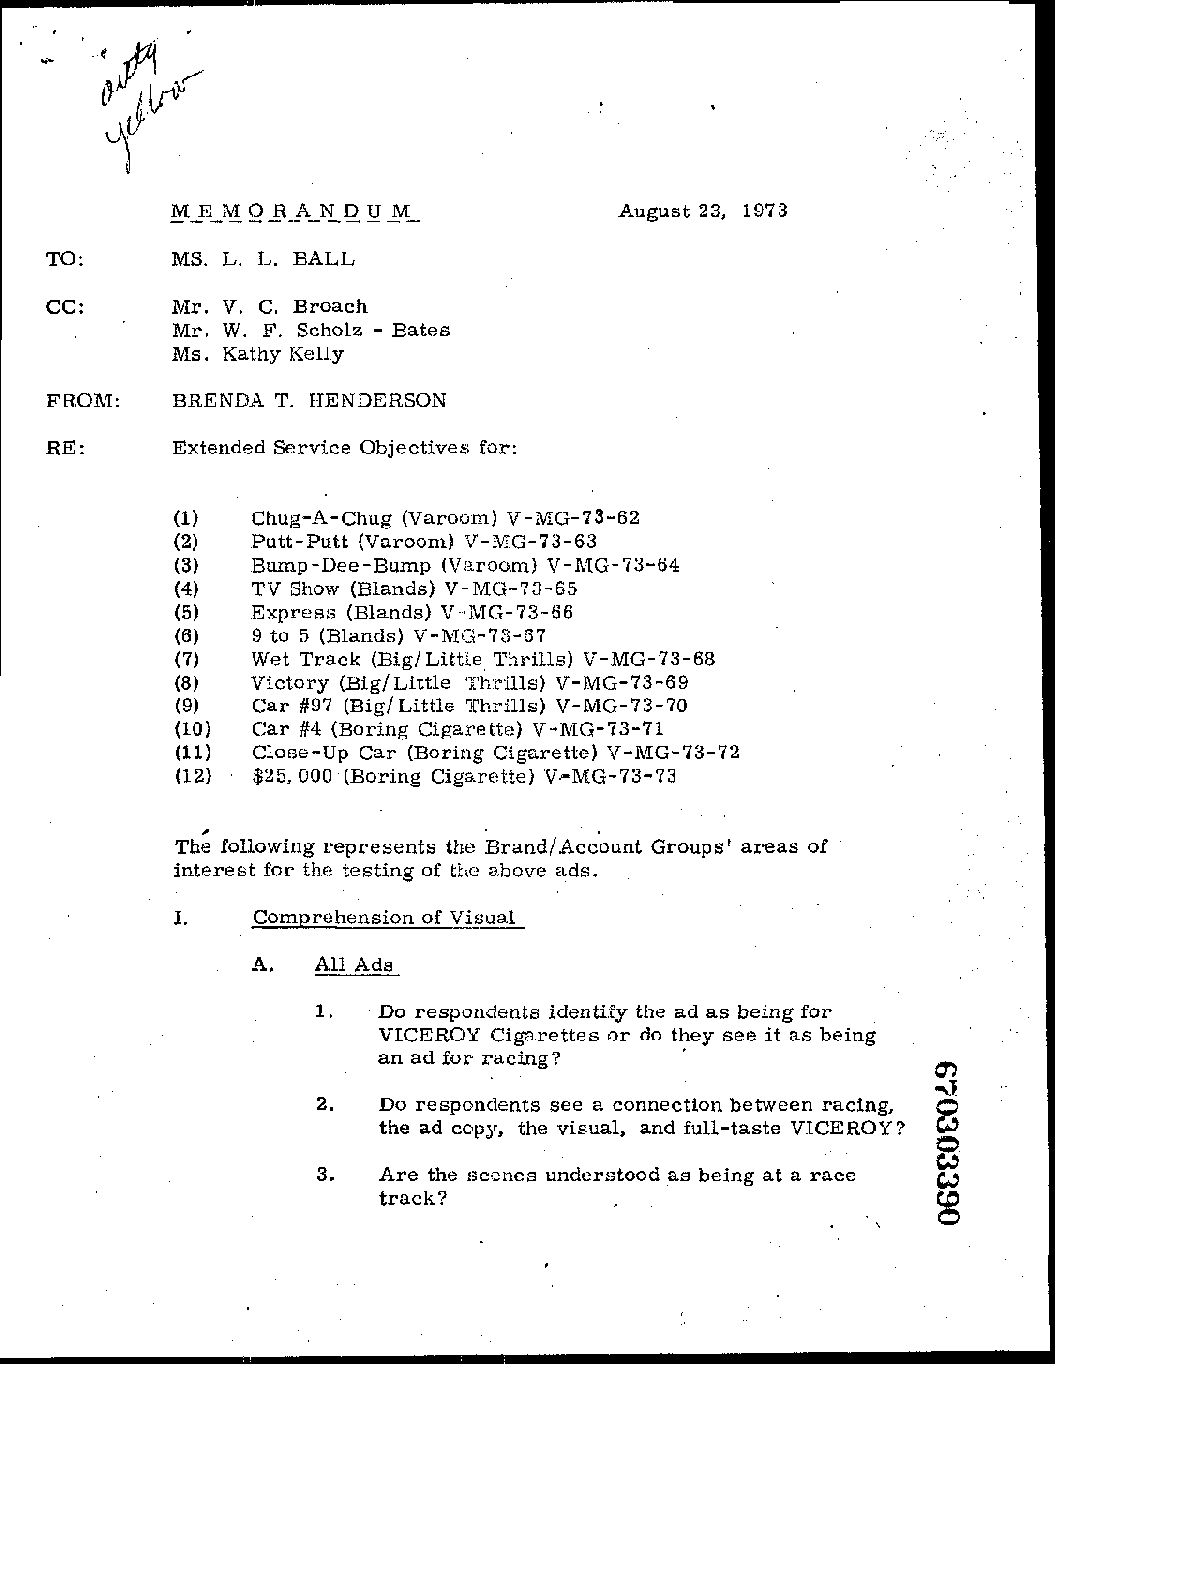 yellow
MEMORANDUM August 23, 1973
TO: MS. L. L. BALL
CC: Mr. V. C. Broach
Mr. W. F. Scholz - Bates
Ms. Kathy Kelly
FROM: BRENDA T. HENDERSON
RE: Extended Service Objectives for:
(1) Chug-A-Chug (Varoom) V-MG-73-62
(2) Putt-Putt (Varoom) V-MG-73-63
(3) Bump-Dee-Bump (Varoom) V-MG-73-64
(4) TV Show (Blands) V-MG-73-65
(5) Express (Blands) V-MG-73-66
(6) 9 to 5 (Blands) V-MG-73-67
(7) Wet Track (Big/Little Thrills) V-MG-73-68
(8) Victory (Big/Little Thrills) V-MG-73-69
(9) Car #97 (Big/Little Thrills) V-MG-73-70
(10) Car #4 (Boring Cigarette) V-MG-73-71
(11) Close-Up Car (Boring Cigarette) V-MG-73-72
(12) $25,000 (Boring Cigarette) V-MG-73-73
The following represents the Brand/Account Groups' areas of
interest for the testing of the above ads.
I. Comprehension of Visual
A. All Ads
1. Do respondents identify the ad as being for
VICEROY Cigarettes or do they see it as being
an ad for racing?
2. Do respondents see a connection between racing,
the ad copy, the visual, and full-taste VICEROY?
3. Are the scenes understood as being at a race
track?
670303390